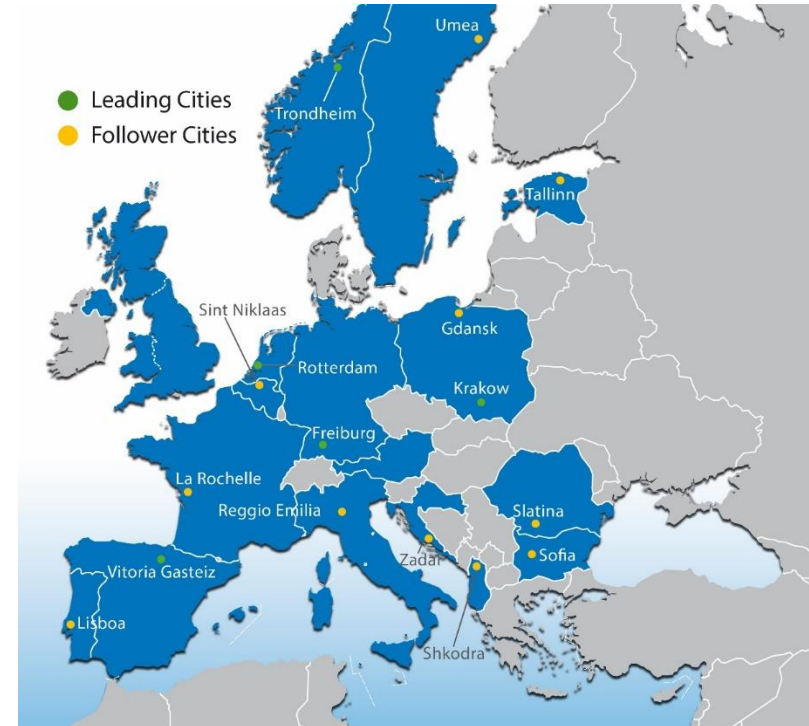 Umea
Leading Cities
Trondheim
Follower Cities
Tallinn
Sint Niklaas
Gdansk
Rotterdam
Krakow
Freiburg
La Rochelle
Reggio Emilia
Slatina
Zadar
Sofia
Vitoria Gasteiz
Lisboa
Shkodra